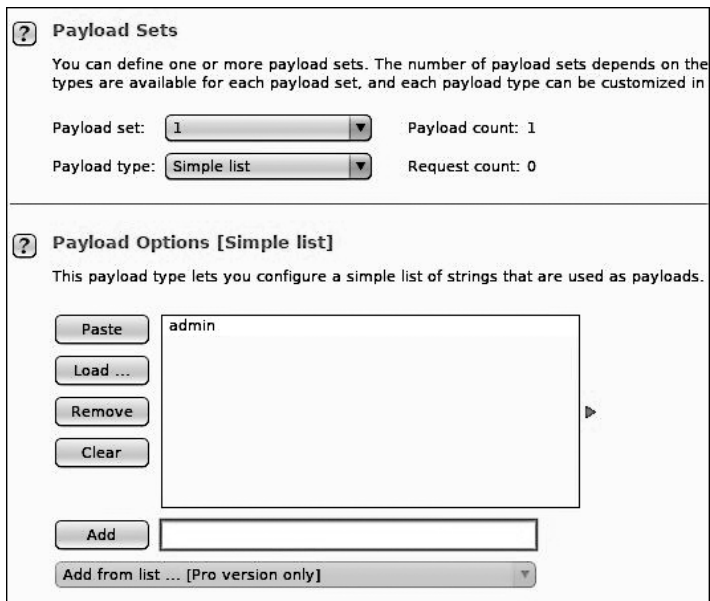 ? Payload Sets
You can define one or more payload sets. The number of payload sets depends on the
types are available for each payload set, and each payload type can be customized in
Payload set: 1 Payload count: 1
Payload type: Simple list Request count: 0
? Payload Options [Simple list]
This payload type lets you configure a simple list of strings that are used as payloads.
Paste
admin
Load ...
Remove
Clear
Add
Add from list ... [Pro version only]